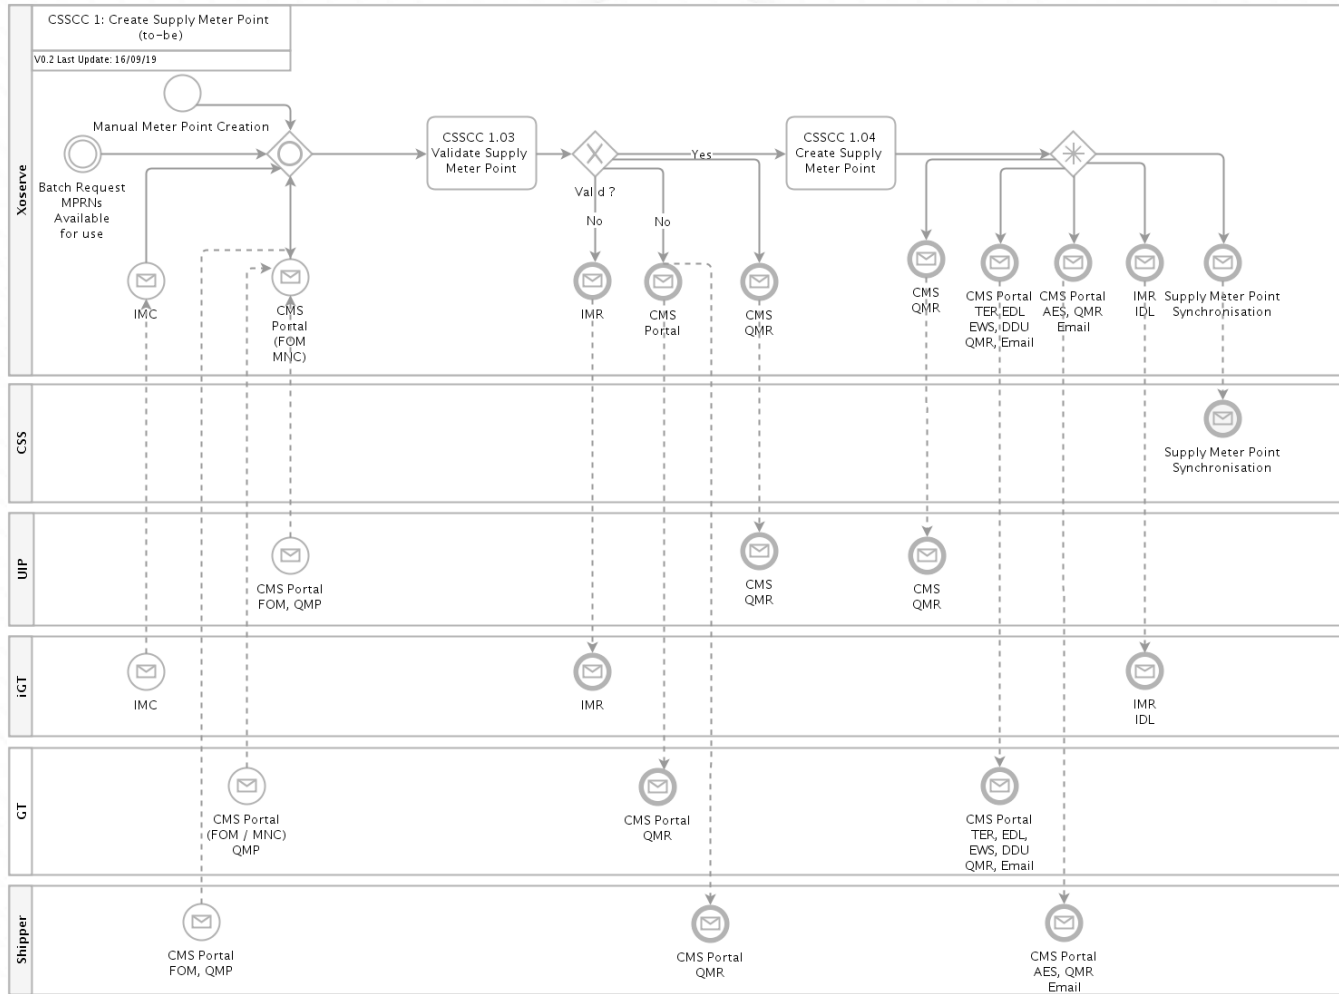 CSSCC 1: Create Supply Meter Point
(to-be)
V0.2 Last Update: 16/09/19
Xoserve
Manual Meter Point Creation
Batch Request
MPRNs
Available
for use
IMC
CMS
Portal
(FOM
MNC)
CSSCC 1.03
Validate Supply
Meter Point
Valid ?
Yes
No
No
IMR
CMS
Portal
CMS
QMR
CSSCC 1.04
Create Supply
Meter Point
CMS
QMR
CMS Portal
TER, EDL
EWS, DDU
QMR, Email
CMS Portal
AES, QMR
Email
IMR
IDL
Supply Meter Point
Synchronisation
CSS
Supply Meter Point
Synchronisation
UIP
CMS Portal
FOM, QMP
CMS
QMR
CMS
QMR
iGT
IMC
IMR
IMR
IDL
GT
CMS Portal
(FOM / MNC)
QMP
CMS Portal
QMR
CMS Portal
TER, EDL,
EWS, DDU
QMR, Email
Shipper
CMS Portal
FOM, QMP
CMS Portal
QMR
CMS Portal
AES, QMR
Email